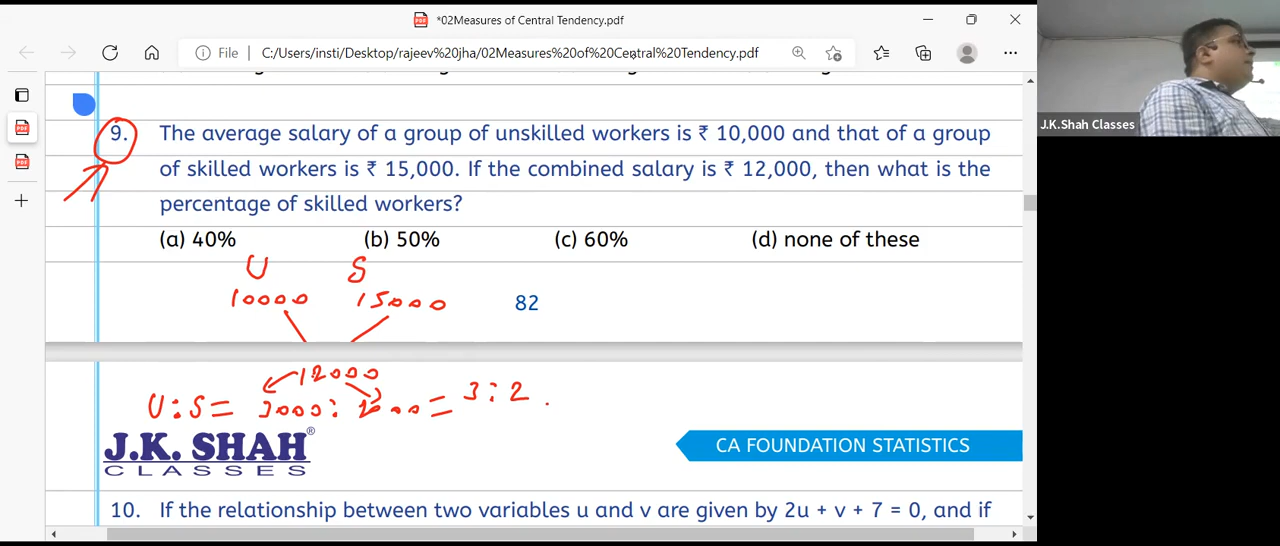 *02Measures of Central Tendency.pdf
File C:/Users/insti/Desktop/rajeev%20jha/02Measures%20of%20Central%20Tendency.pdf
J.K.Shah Classes
9. The average salary of a group of unskilled workers is ₹ 10,000 and that of a group
of skilled workers is ₹ 15,000. If the combined salary is ₹ 12,000, then what is the
percentage of skilled workers?
(a) 40% (b) 50% (c) 60% (d) none of these
U S
10000 15000
82
12000
U:S = 3000 : 2000 = 3:2
J.K. SHAH®
CLASSES
CA FOUNDATION STATISTICS
10. If the relationship between two variables u and v are given by 2u + v + 7 = 0, and if